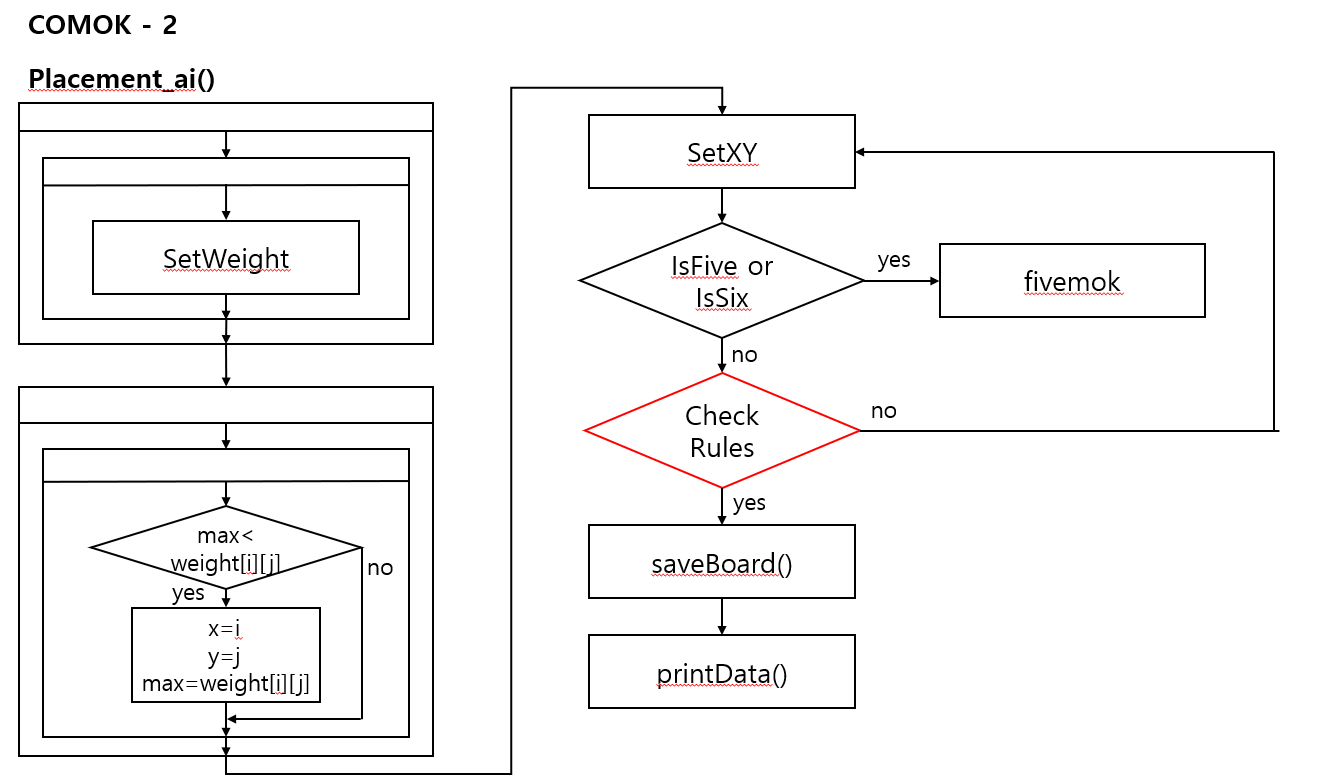 COMOK - 2
Placement_ai()
SetWeight
max<
weight[i][j]
no
yes
x=i
y=j
max=weight[i][j]
SetXY
IsFive or
IsSix
yes
fivemok
no
Check
Rules
no
yes
saveBoard()
printData()